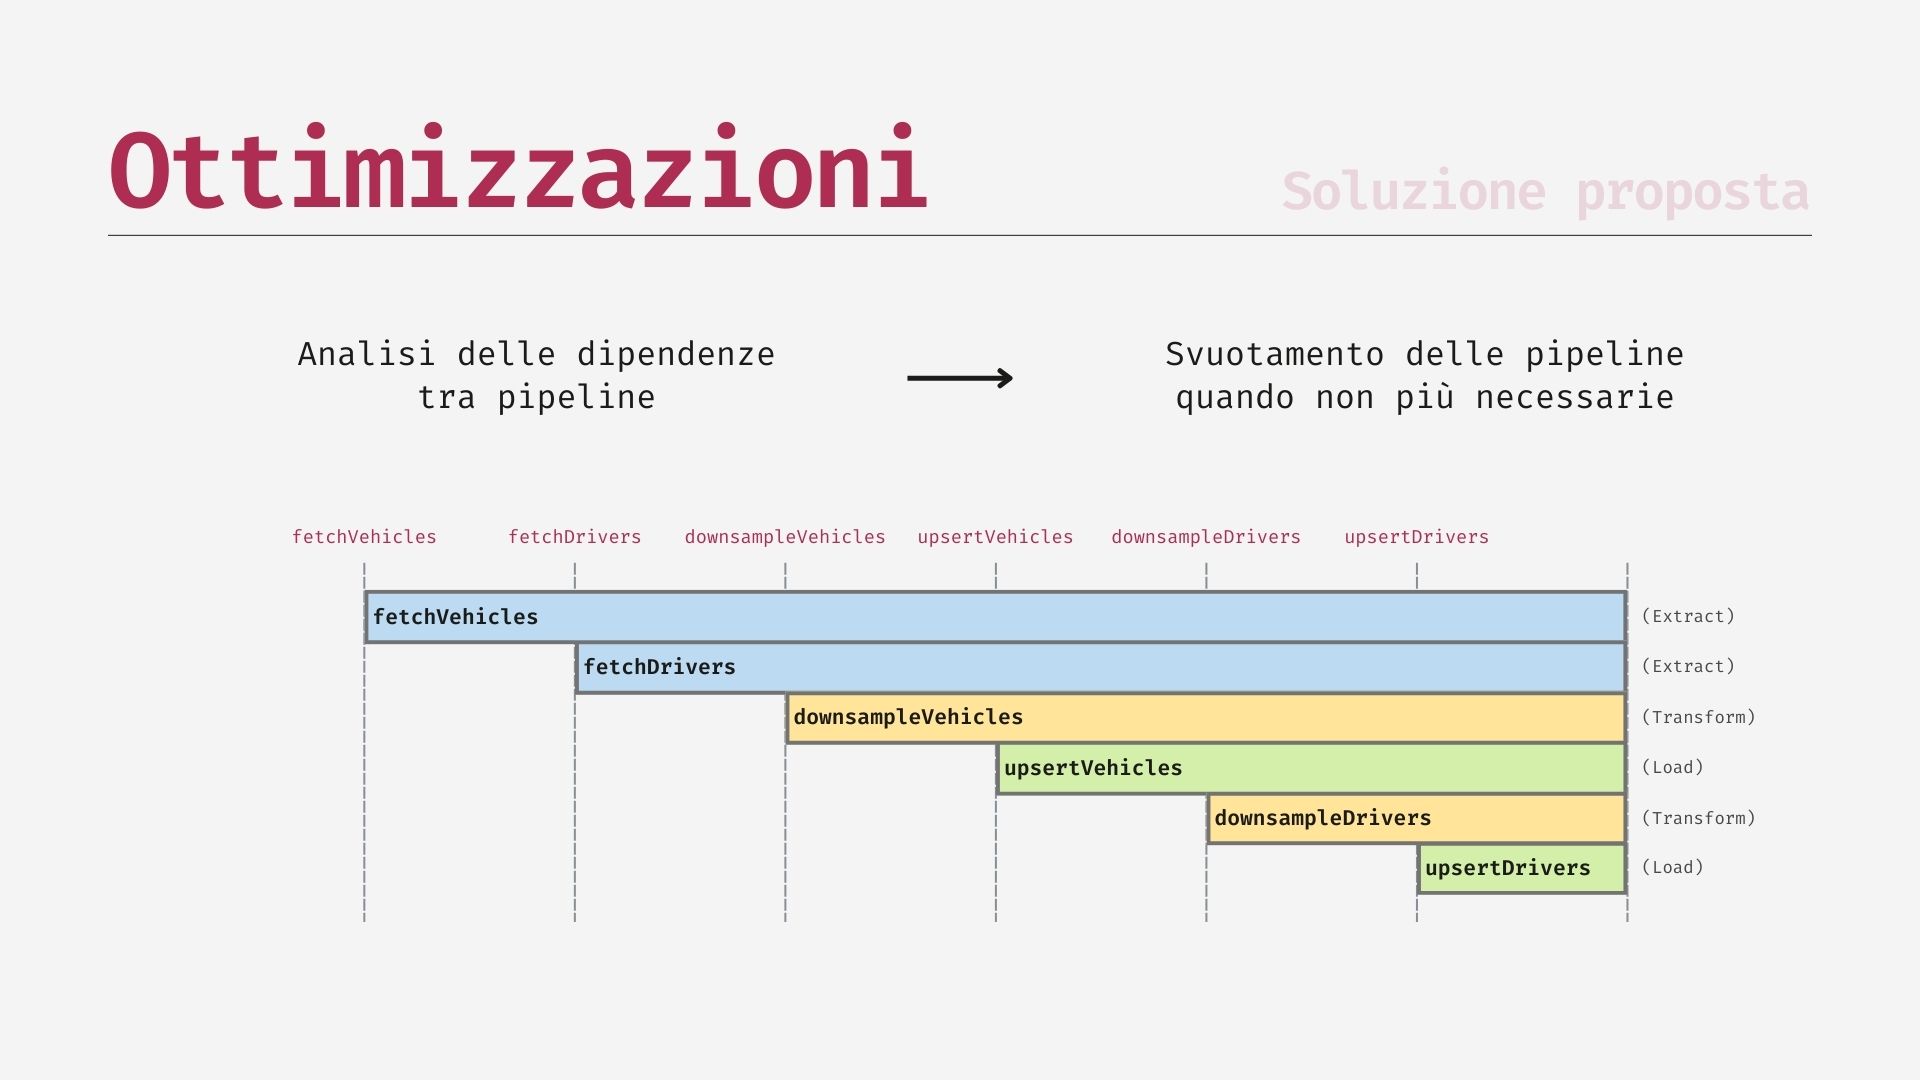 Ottimizzazioni
Soluzione proposta
Analisi delle dipendenze
tra pipeline
Svuotamento delle pipeline
quando non più necessarie
fetchVehicles
fetchDrivers
downsampleVehicles
upsertVehicles
downsampleDrivers
upsertDrivers
fetchVehicles
(Extract)
fetchDrivers
(Extract)
downsampleVehicles
(Transform)
upsertVehicles
(Load)
downsampleDrivers
(Transform)
upsertDrivers
(Load)